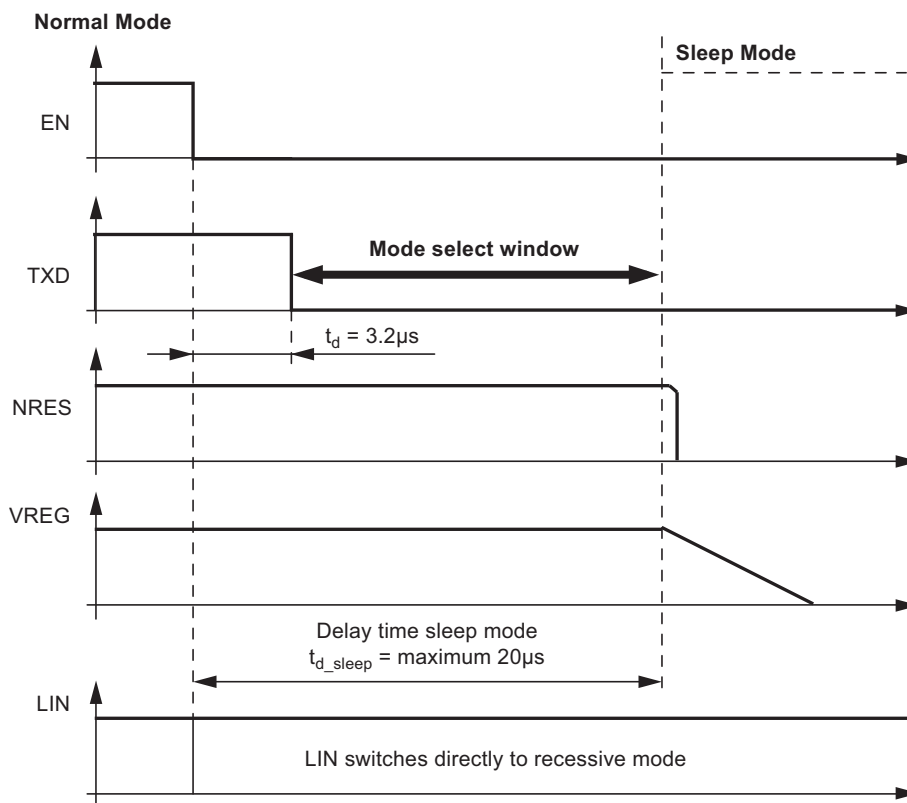 Normal Mode
Sleep Mode
EN
Mode select window
TXD
t_d = 3.2µs
NRES
VREG
Delay time sleep mode
t_d_sleep = maximum 20µs
LIN
LIN switches directly to recessive mode